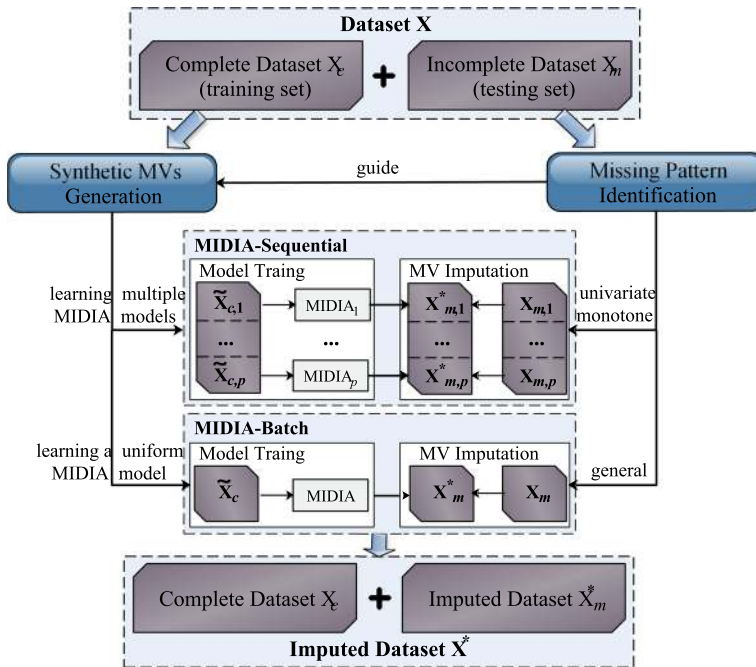 Dataset X
Complete Dataset X_c
(training set)
+
Incomplete Dataset X_m
(testing set)
Synthetic MVs
Generation
guide
Missing Pattern
Identification
MIDIA-Sequential
Model Traing
MV Imputation
learning multiple
MIDIA models
X̃_c,1
MIDIA_1
X*_m,1
X_m,1
...
...
...
...
X̃_c,p
MIDIA_p
X*_m,p
X_m,p
univariate
monotone
MIDIA-Batch
Model Traing
MV Imputation
learning a uniform
MIDIA model
X̃_c
MIDIA
X*_m
X_m
general
Complete Dataset X_c
+
Imputed Dataset X*_m
Imputed Dataset X*